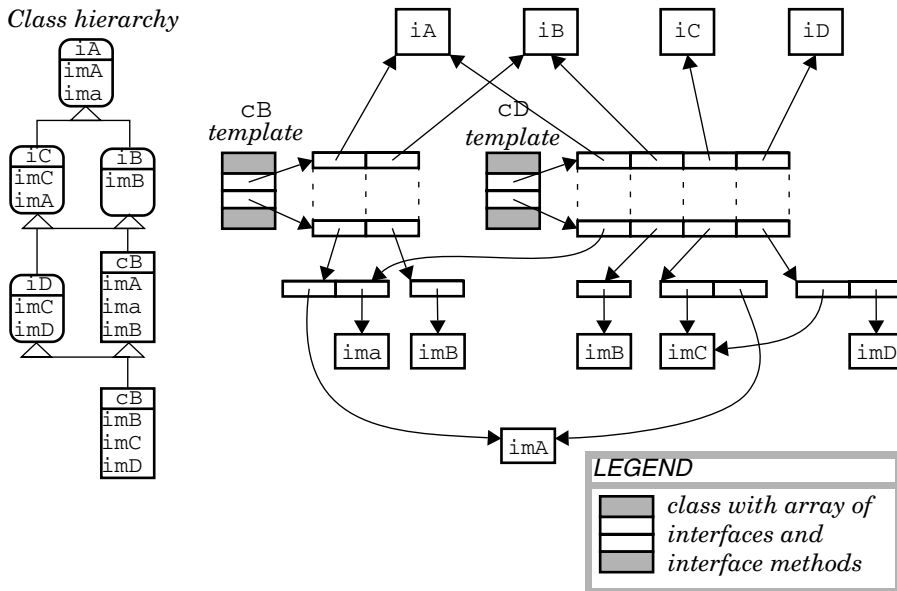 Class hierarchy
iA
imA
ima
iC
imC
imA
iB
imB
iD
imC
imD
cB
imA
ima
imB
cB
imB
imC
imD
iA
iB
iC
iD
cB
template
cD
template
ima
imB
imB
imC
imD
imA
LEGEND
class with array of
interfaces and
interface methods